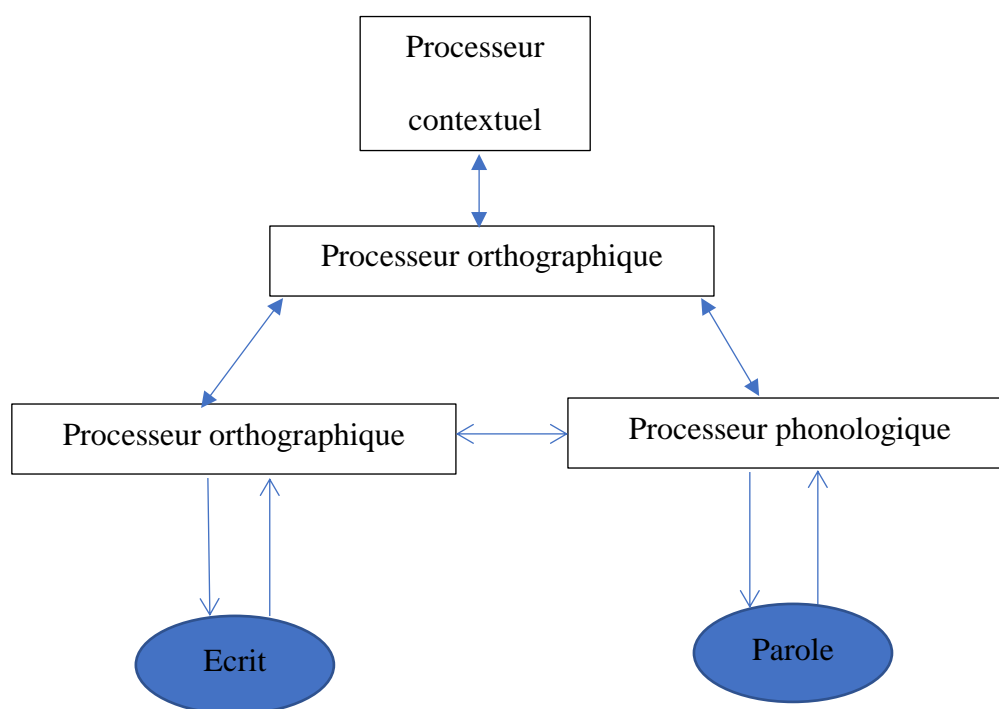 Processeur
contextuel
Processeur orthographique
Processeur orthographique
Processeur phonologique
Ecrit
Parole